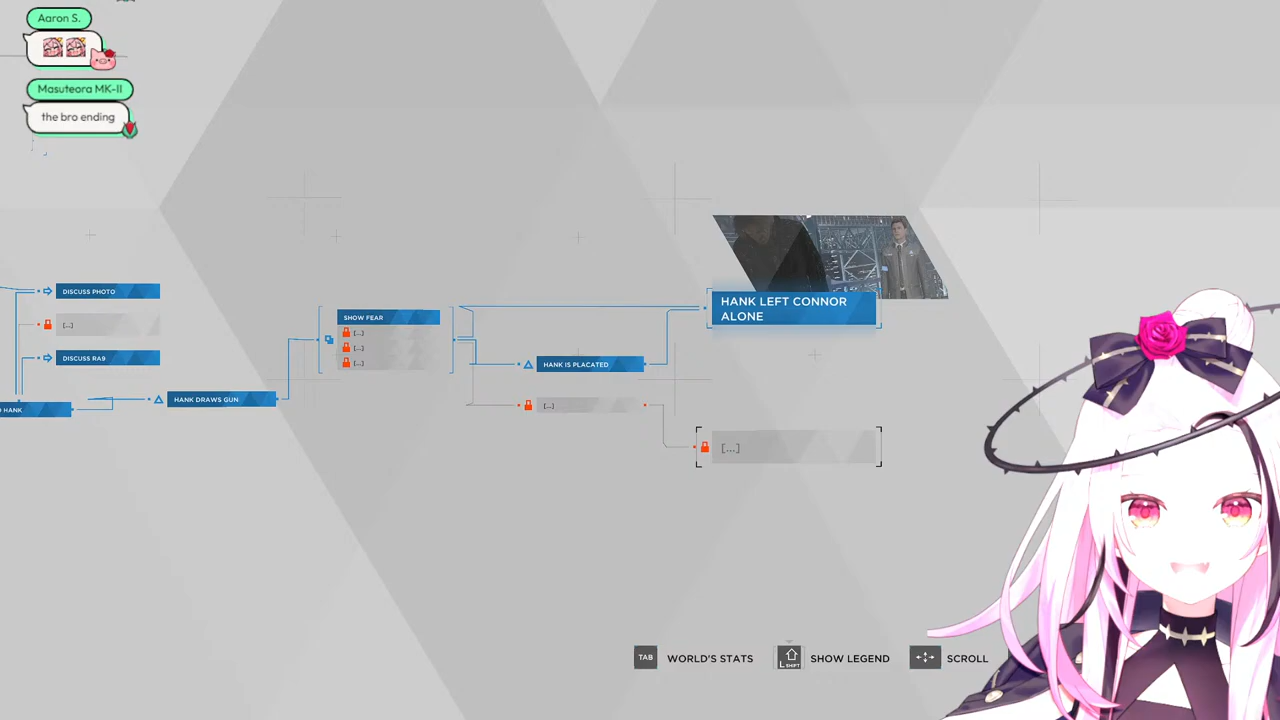 Aaron S.
Masuteora MK-II
the bro ending
DISCUSS PHOTO
[...]
DISCUSS RA9
HANK
HANK DRAWS GUN
SHOW FEAR
[...]
[...]
[...]
HANK IS PLACATED
[...]
HANK LEFT CONNOR
ALONE
[...]
TAB
WORLD'S STATS
L SHIFT
SHOW LEGEND
SCROLL